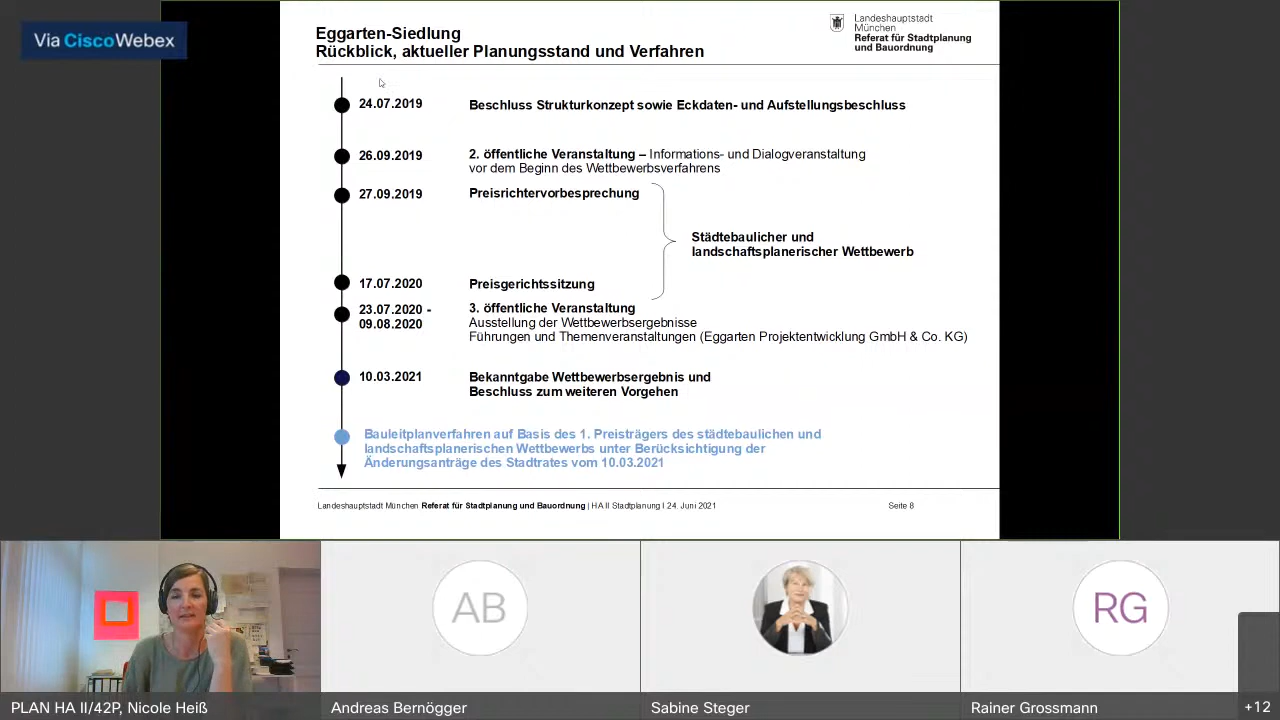 Via Cisco Webex
Eggarten-Siedlung
Rückblick, aktueller Planungsstand und Verfahren
Landeshauptstadt
München
Referat für Stadtplanung
und Bauordnung
24.07.2019
Beschluss Strukturkonzept sowie Eckdaten- und Aufstellungsbeschluss
26.09.2019
2. öffentliche Veranstaltung – Informations- und Dialogveranstaltung
vor dem Beginn des Wettbewerbsverfahrens
27.09.2019
Preisrichtervorbesprechung
Städtebaulicher und
landschaftsplanerischer Wettbewerb
17.07.2020
Preisgerichtssitzung
23.07.2020 -
09.08.2020
3. öffentliche Veranstaltung
Ausstellung der Wettbewerbsergebnisse
Führungen und Themenveranstaltungen (Eggarten Projektentwicklung GmbH & Co. KG)
10.03.2021
Bekanntgabe Wettbewerbsergebnis und
Beschluss zum weiteren Vorgehen
Bauleitplanverfahren auf Basis des 1. Preisträgers des städtebaulichen und
landschaftsplanerischen Wettbewerbs unter Berücksichtigung der
Änderungsanträge des Stadtrates vom 10.03.2021
Landeshauptstadt München Referat für Stadtplanung und Bauordnung | HA II Stadtplanung I 24. Juni 2021
Seite 8
AB
RG
PLAN HA II/42P, Nicole Heiß
Andreas Bernögger
Sabine Steger
Rainer Grossmann
+12